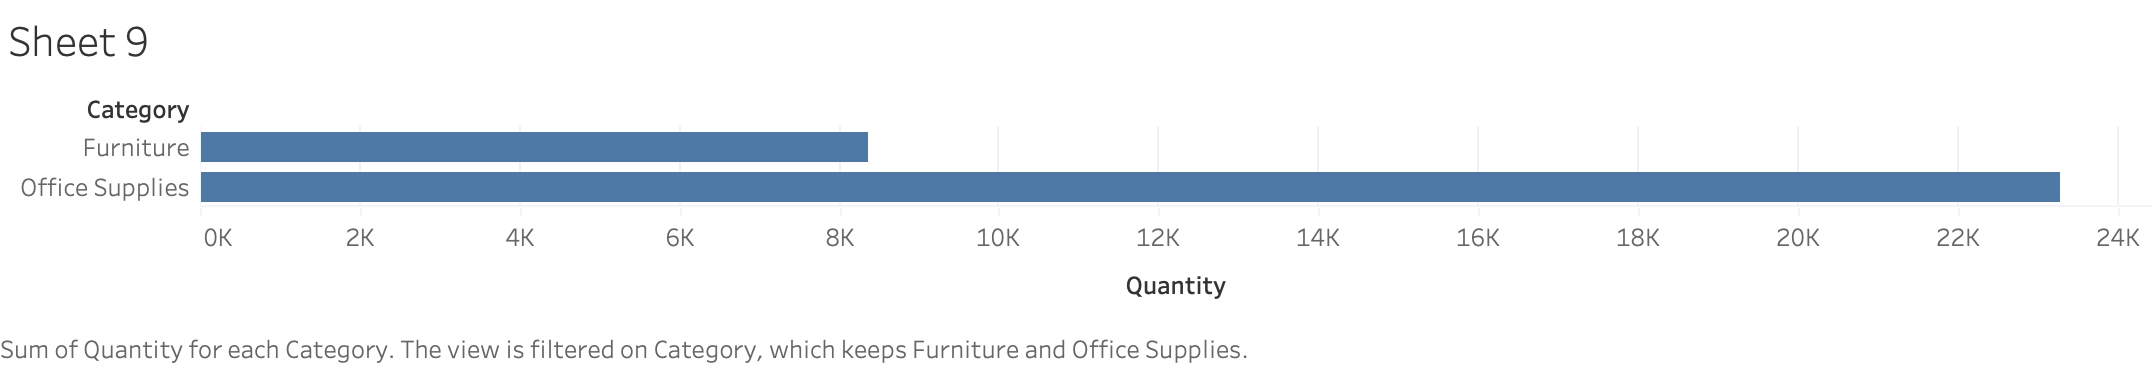 Sheet 9
Category
Furniture
Office Supplies
0K 2K 4K 6K 8K 10K 12K 14K 16K 18K 20K 22K 24K
Quantity
Sum of Quantity for each Category. The view is filtered on Category, which keeps Furniture and Office Supplies.